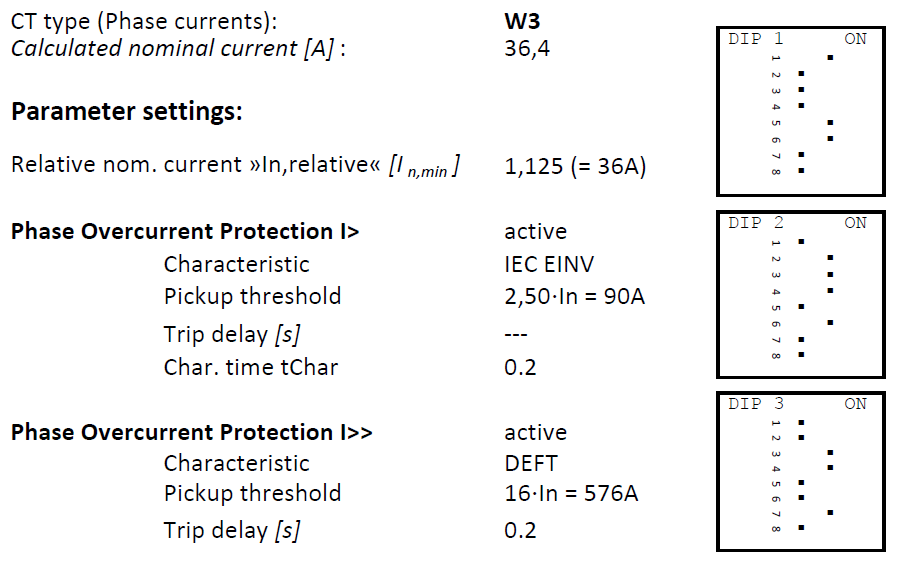 CT type (Phase currents): W3
Calculated nominal current [A] : 36,4
DIP 1 ON
1
2
3
4
5
6
7
8
Parameter settings:
Relative nom. current »In,relative« [I n,min ] 1,125 (= 36A)
DIP 2 ON
1
2
3
4
5
6
7
8
Phase Overcurrent Protection I> active
Characteristic IEC EINV
Pickup threshold 2,50·In = 90A
Trip delay [s] ---
Char. time tChar 0.2
DIP 3 ON
1
2
3
4
5
6
7
8
Phase Overcurrent Protection I>> active
Characteristic DEFT
Pickup threshold 16·In = 576A
Trip delay [s] 0.2